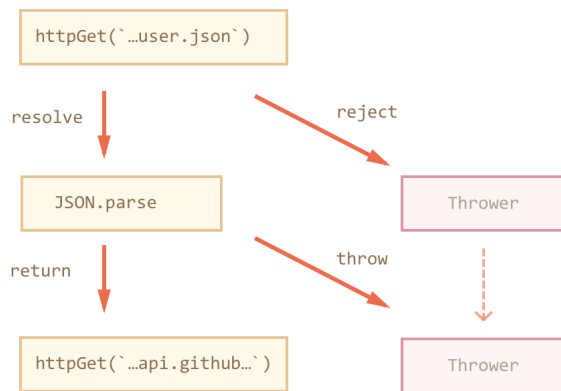 httpGet(`…user.json`)
resolve
reject
JSON.parse
Thrower
return
throw
httpGet(`…api.github…`)
Thrower